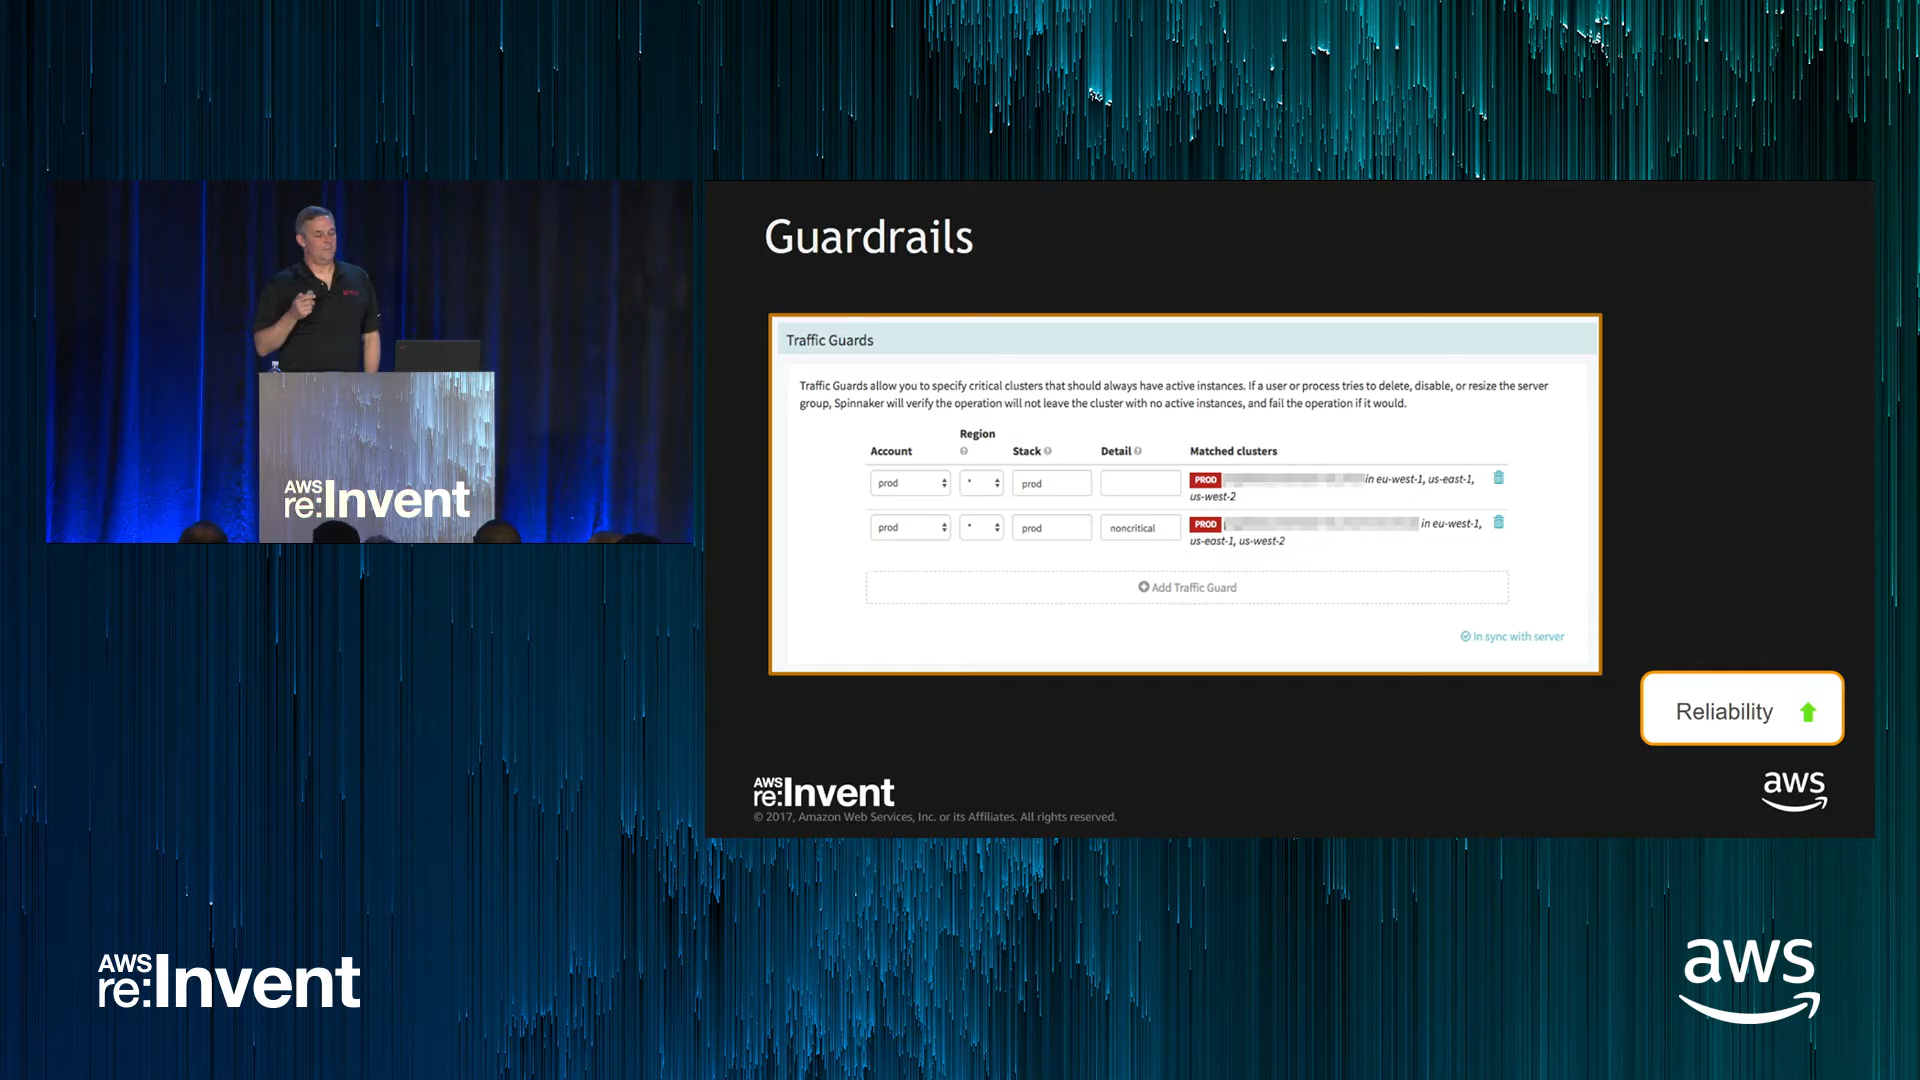 Guardrails
Traffic Guards
Traffic Guards allow you to specify critical clusters that should always have active instances. If a user or process tries to delete, disable, or resize the server
group, Spinnaker will verify the operation will not leave the cluster with no active instances, and fail the operation if it would.
Account Region Stack Detail Matched clusters
prod * prod PROD in eu-west-1, us-east-1,
us-west-2
prod * prod noncritical PROD in eu-west-1,
us-east-1, us-west-2
Add Traffic Guard
In sync with server
Reliability
AWS
re:Invent
© 2017, Amazon Web Services, Inc. or its Affiliates. All rights reserved.
aws
AWS
re:Invent
AWS
re:Invent
aws